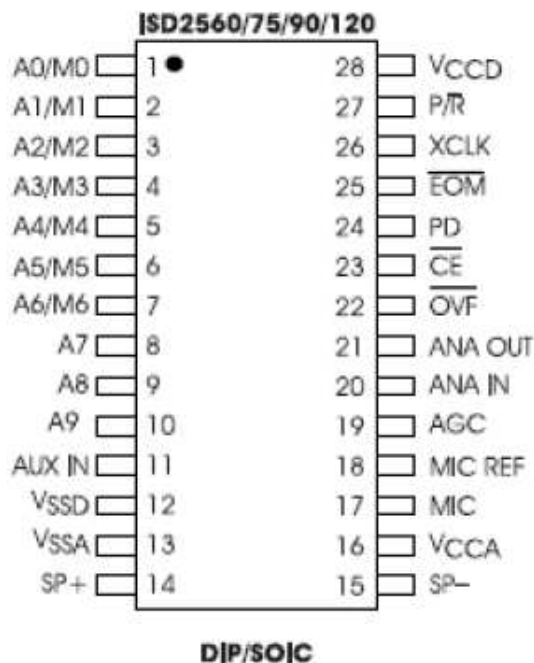 ISD2560/75/90/120
A0/M0 1 28 VCCD
A1/M1 2 27 P/R̅
A2/M2 3 26 XCLK
A3/M3 4 25 E̅O̅M̅
A4/M4 5 24 PD
A5/M5 6 23 C̅E̅
A6/M6 7 22 O̅V̅F̅
A7 8 21 ANA OUT
A8 9 20 ANA IN
A9 10 19 AGC
AUX IN 11 18 MIC REF
VSSD 12 17 MIC
VSSA 13 16 VCCA
SP+ 14 15 SP–
DIP/SOIC